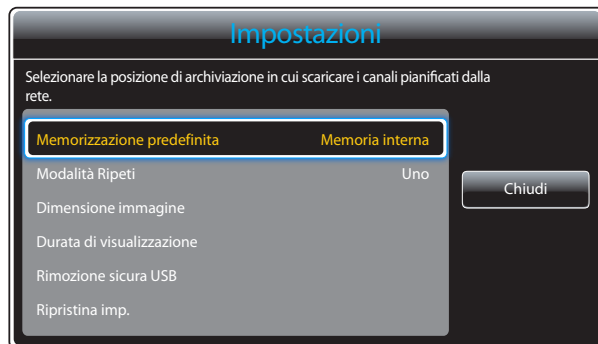 Impostazioni
Selezionare la posizione di archiviazione in cui scaricare i canali pianificati dalla
rete.
Memorizzazione predefinita Memoria interna
Modalità Ripeti Uno
Dimensione immagine
Durata di visualizzazione
Rimozione sicura USB
Ripristina imp.
Chiudi